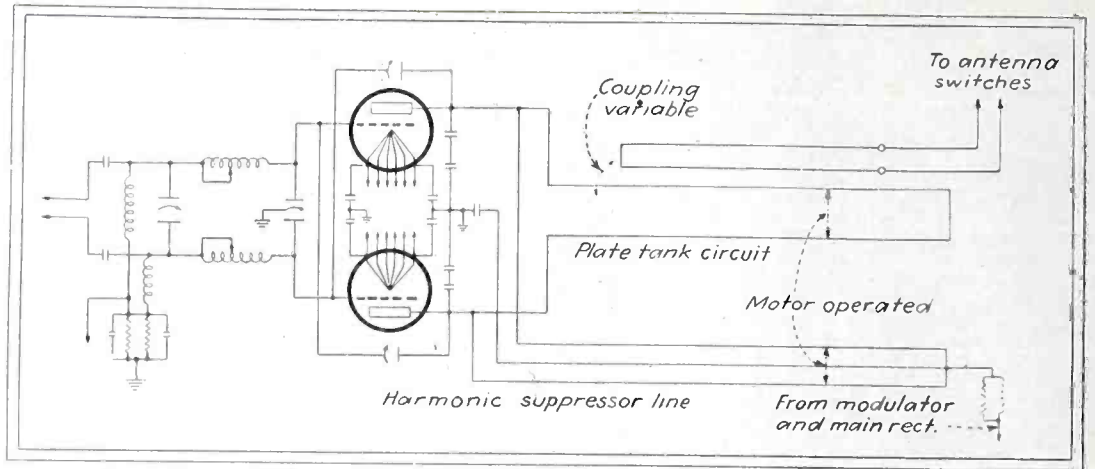 To antenna
switches
Coupling
variable
Plate tank circuit
Motor operated
Harmonic suppressor line
From modulator
and main rect.